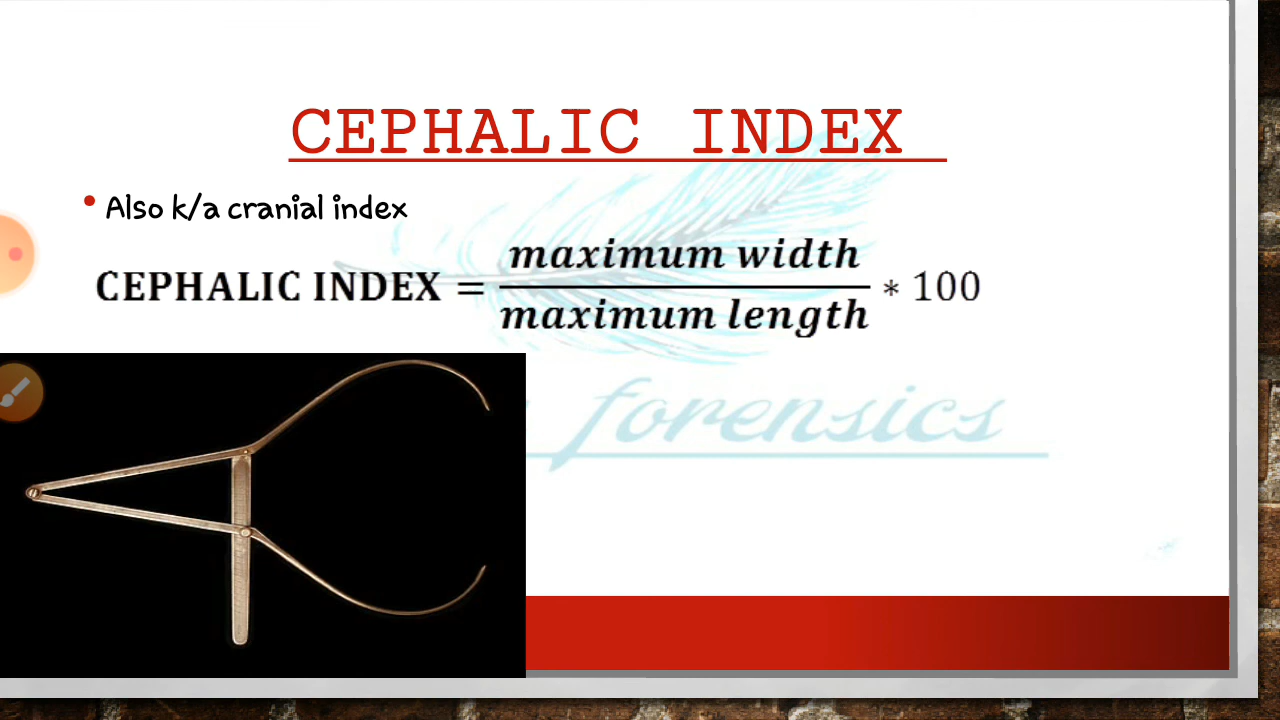 CEPHALIC INDEX
Also k/a cranial index
CEPHALIC INDEX = maximum width / maximum length * 100
forensics